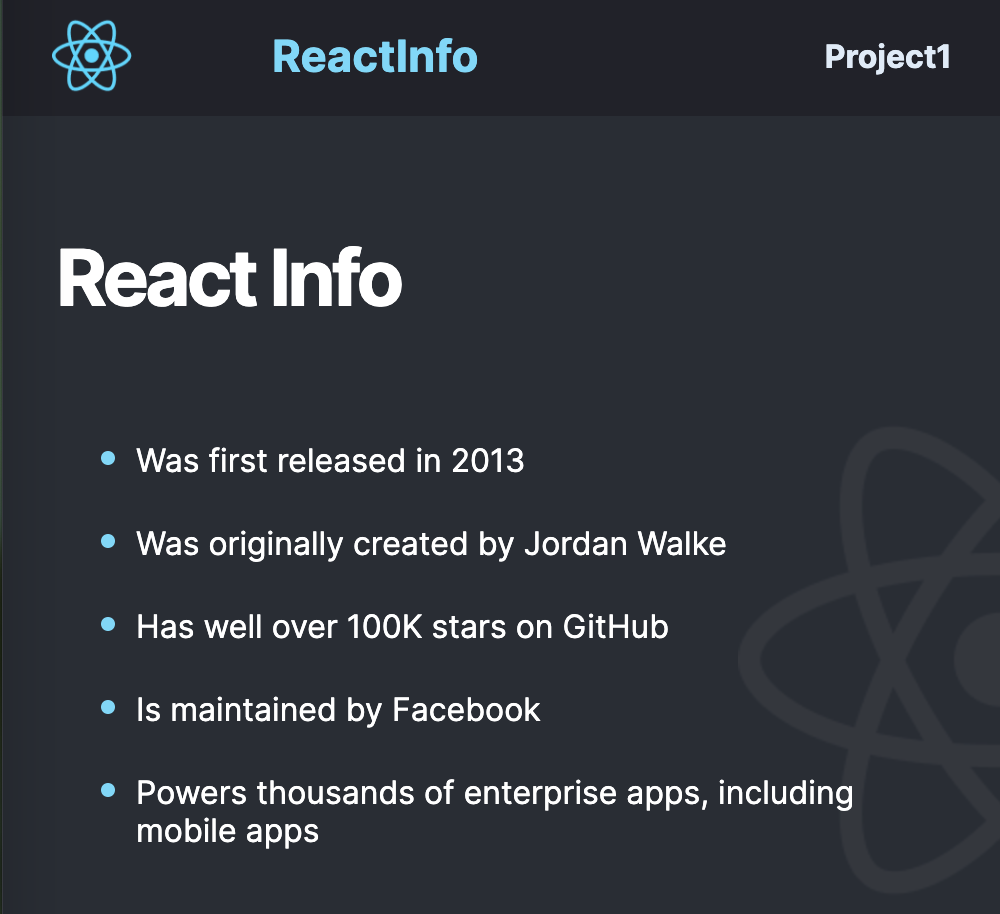 ReactInfo
Project1
React Info
Was first released in 2013
Was originally created by Jordan Walke
Has well over 100K stars on GitHub
Is maintained by Facebook
Powers thousands of enterprise apps, including
mobile apps